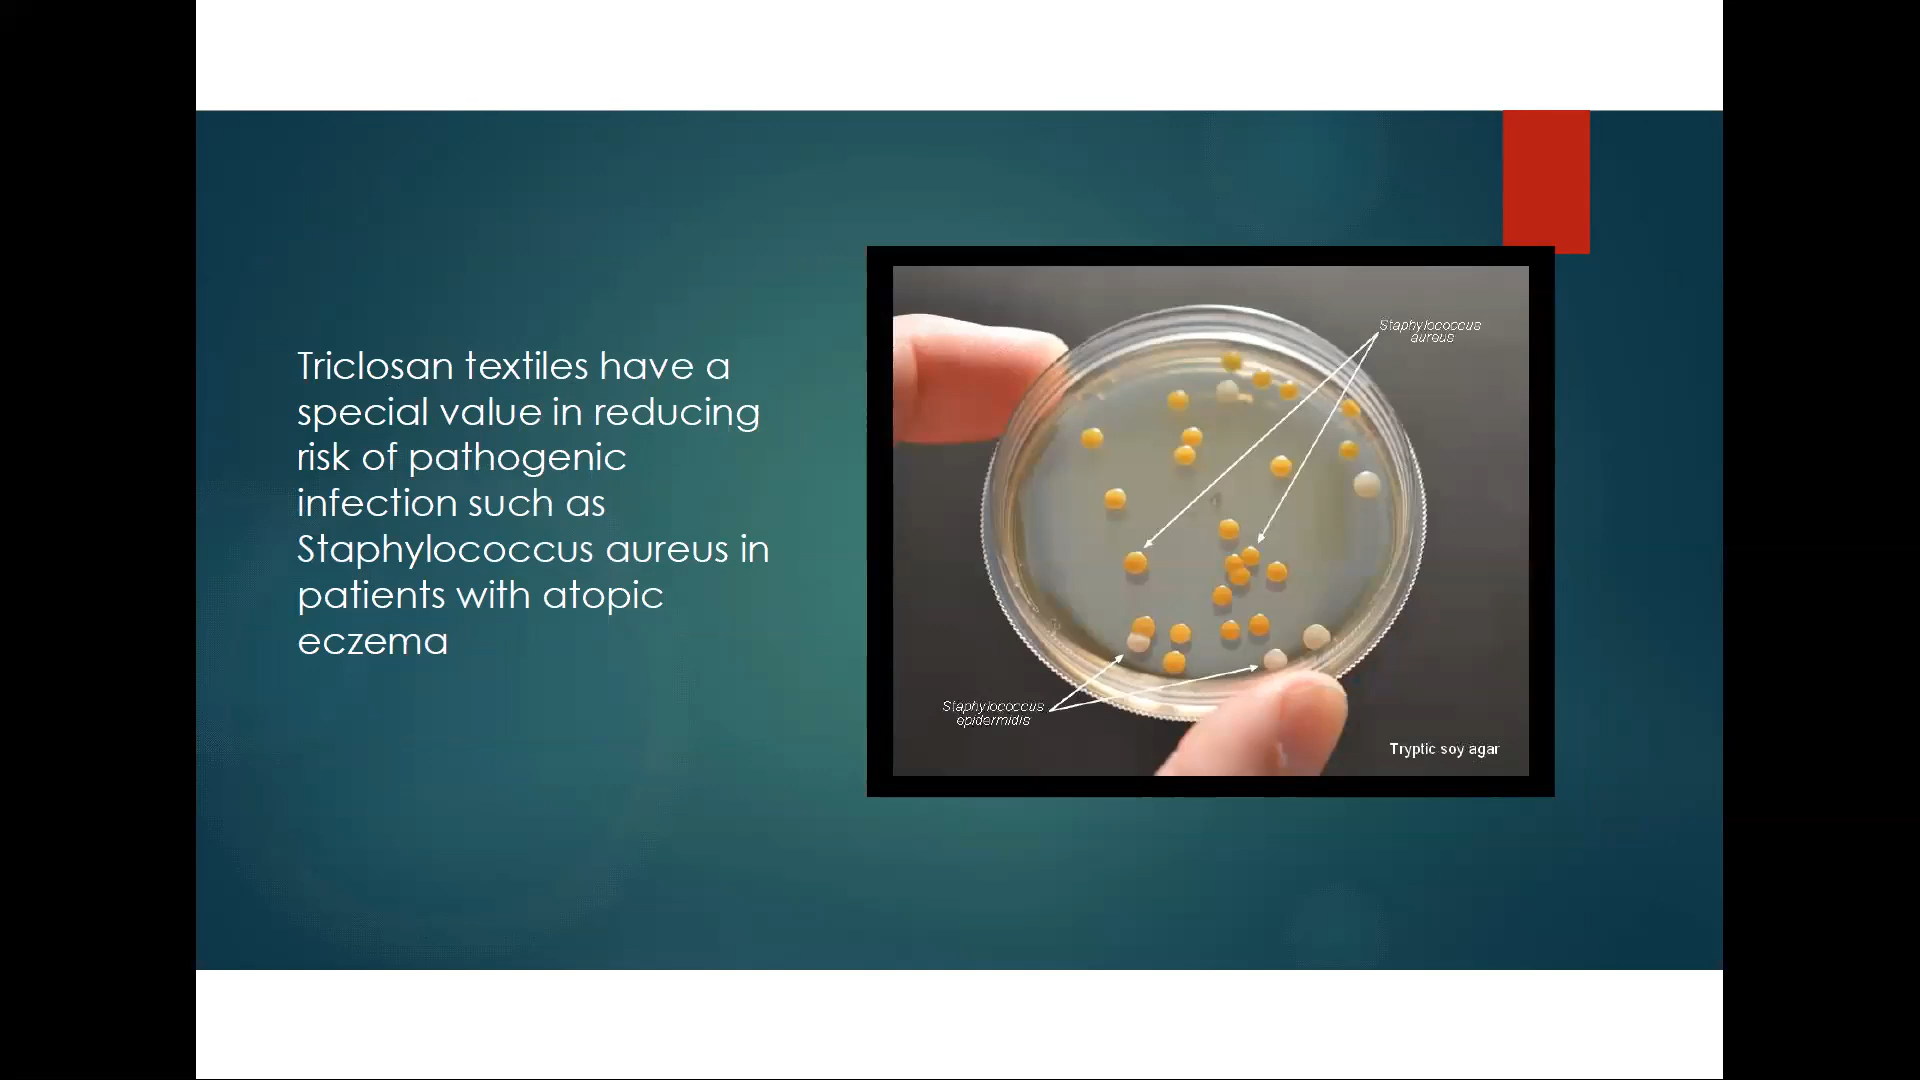 Triclosan textiles have a
special value in reducing
risk of pathogenic
infection such as
Staphylococcus aureus in
patients with atopic
eczema
Staphylococcus
aureus
Staphylococcus
epidermidis
Tryptic soy agar